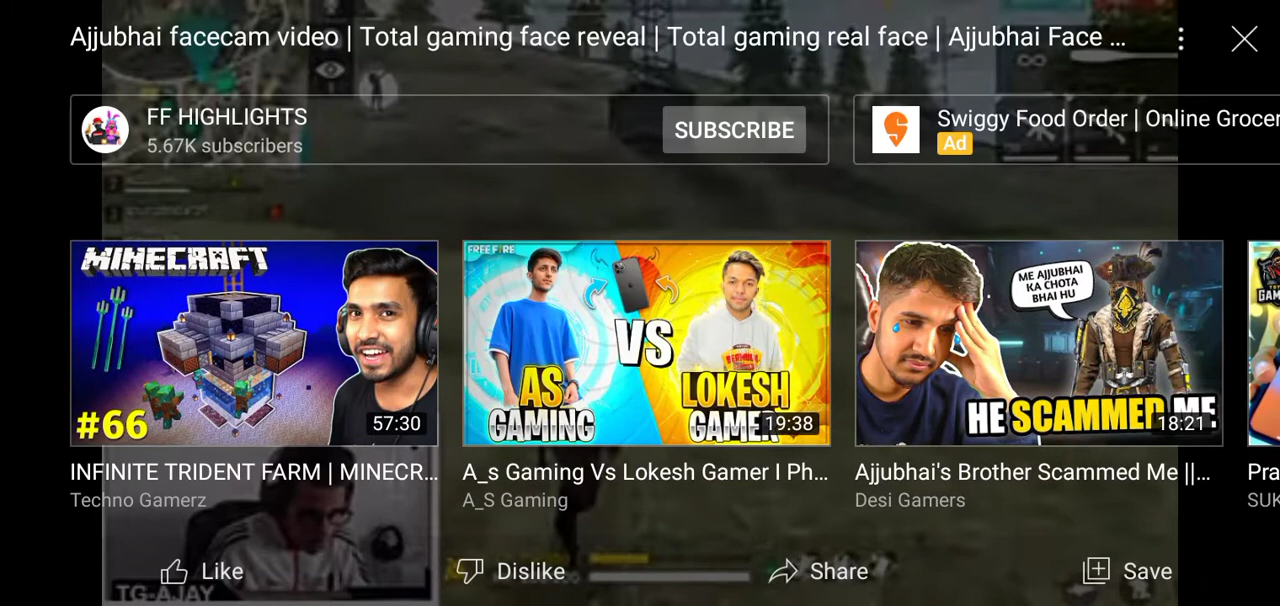 Ajjubhai facecam video | Total gaming face reveal | Total gaming real face | Ajjubhai Face ...
FF HIGHLIGHTS
5.67K subscribers
SUBSCRIBE
Swiggy Food Order | Online Grocer
Ad
MINECRAFT
#66
57:30
INFINITE TRIDENT FARM | MINECR...
Techno Gamerz
FREE FIRE
VS
AS
GAMING
LOKESH
GAMER
19:38
A_s Gaming Vs Lokesh Gamer I Ph...
A_S Gaming
ME AJJUBHAI
KA CHOTA
BHAI HU
HE SCAMMED ME
18:21
Ajjubhai's Brother Scammed Me ||...
Desi Gamers
Pra
SUK
Like
Dislike
Share
Save
TG-AJAY